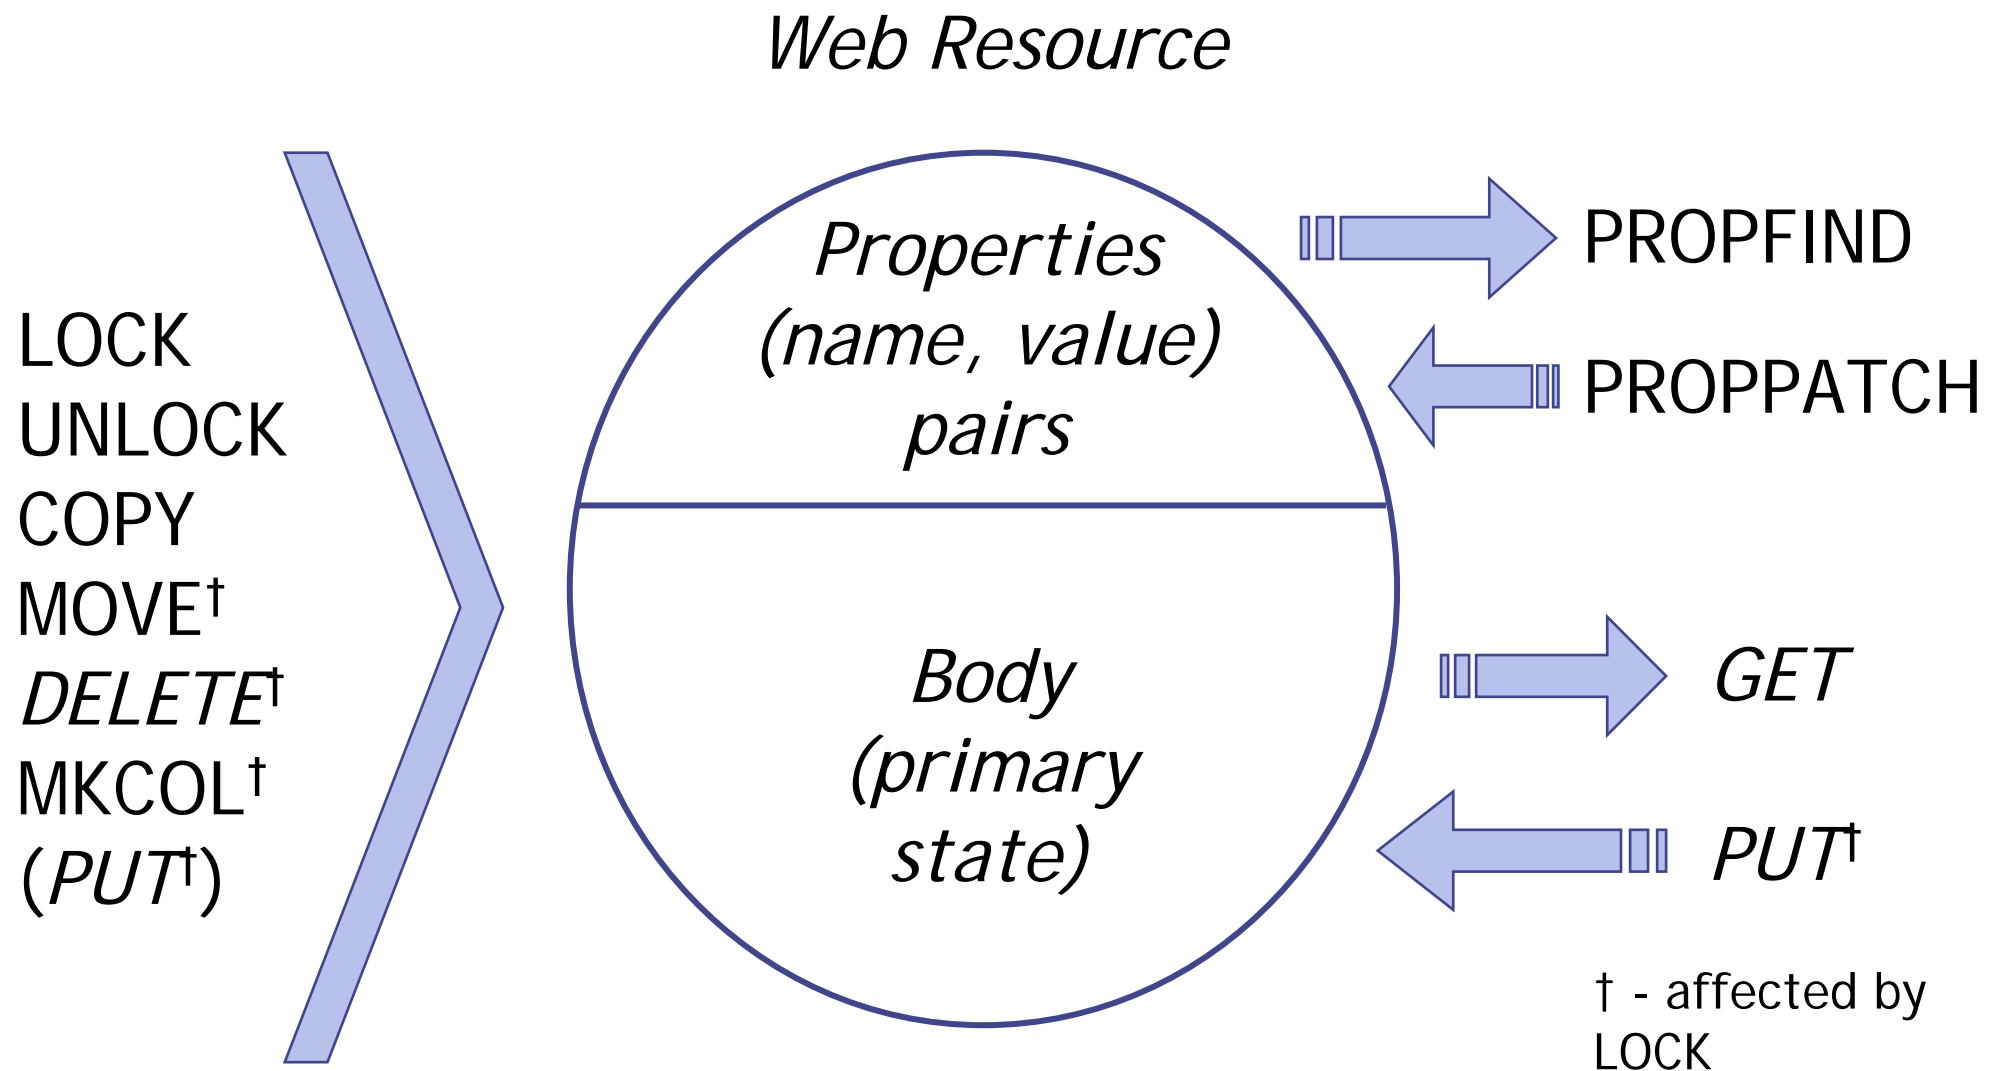 Web Resource
LOCK
UNLOCK
COPY
MOVE†
DELETE†
MKCOL†
(PUT†)
Properties
(name, value)
pairs
Body
(primary
state)
PROPFIND
PROPPATCH
GET
PUT†
† - affected by
LOCK